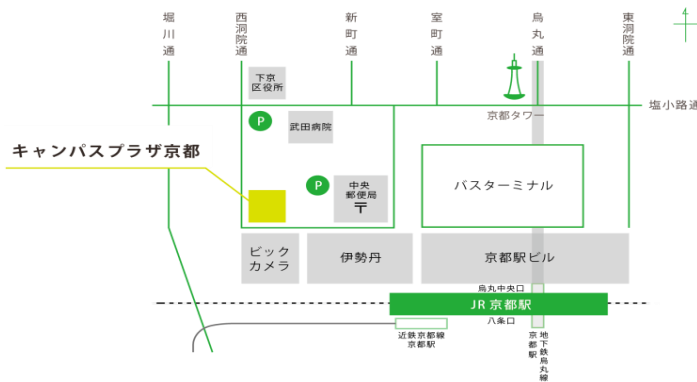 堀川通
西洞院通
新町通
室町通
烏丸通
東洞院通
塩小路通
下京
区役所
京都タワー
P
武田病院
キャンパスプラザ京都
P
中央
郵便局
〒
バスターミナル
ビック
カメラ
伊勢丹
京都駅ビル
烏丸中央口
JR 京都駅
八条口
近鉄京都線
京都駅
地下鉄烏丸線
京都駅